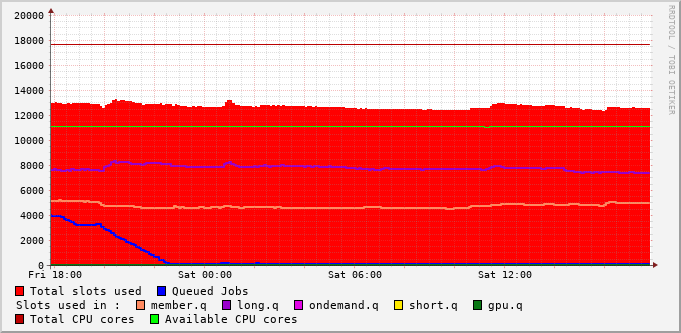 20000
18000
16000
14000
12000
10000
8000
6000
4000
2000
0
Fri 18:00 Sat 00:00 Sat 06:00 Sat 12:00
Total slots used Queued Jobs
Slots used in : member.q long.q ondemand.q short.q gpu.q
Total CPU cores Available CPU cores
RRDTOOL / TOBI OETIKER